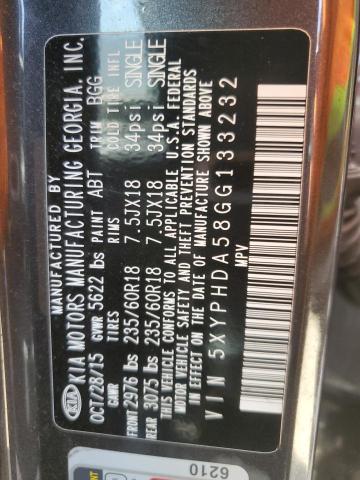 MANUFACTURED BY
KIA KIA MOTORS MANUFACTURING GEORGIA, INC.
OCT/28/15 GVWR 5622 lbs PAINT ABT TRIM BGG
GAWR TIRES RIMS COLD TIRE INFL
FRONT 2976 lbs 235/60R18 7.5JX18 34psi SINGLE
REAR 3075 lbs 235/60R18 7.5JX18 34psi SINGLE
THIS VEHICLE CONFORMS TO ALL APPLICABLE U.S.A. FEDERAL
MOTOR VEHICLE SAFETY AND THEFT PREVENTION STANDARDS
IN EFFECT ON THE DATE OF MANUFACTURE SHOWN ABOVE
VIN 5XYPHDA58GG133232
MPV
6210